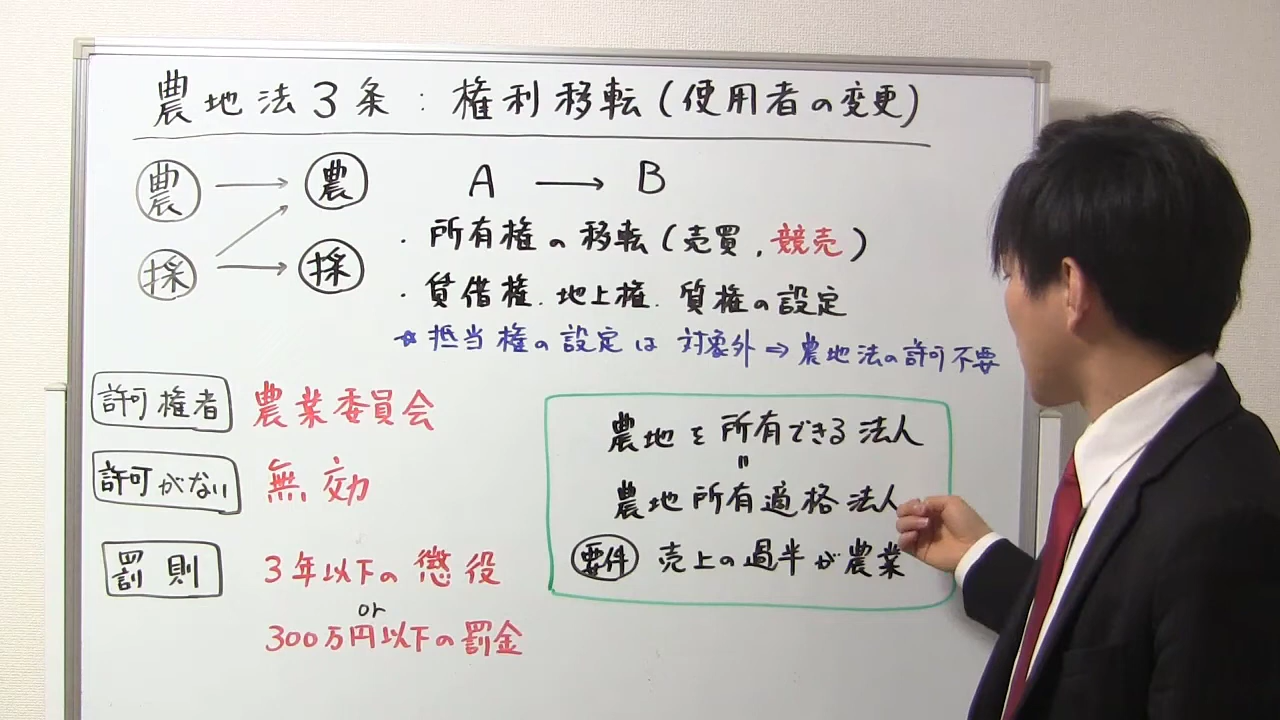 農地法3条：権利移転(使用者の変更)
農 → 農
採 → 採
A → B
・所有権の移転(売買,競売)
・賃借権.地上権.質権の設定
☆抵当権の設定は対象外⇒農地法の許可不要
許可権者 農業委員会
許可がない 無効
罰則 3年以下の懲役
or
300万円以下の罰金
農地を所有できる法人
〃
農地所有適格法人
要件 売上の過半が農業